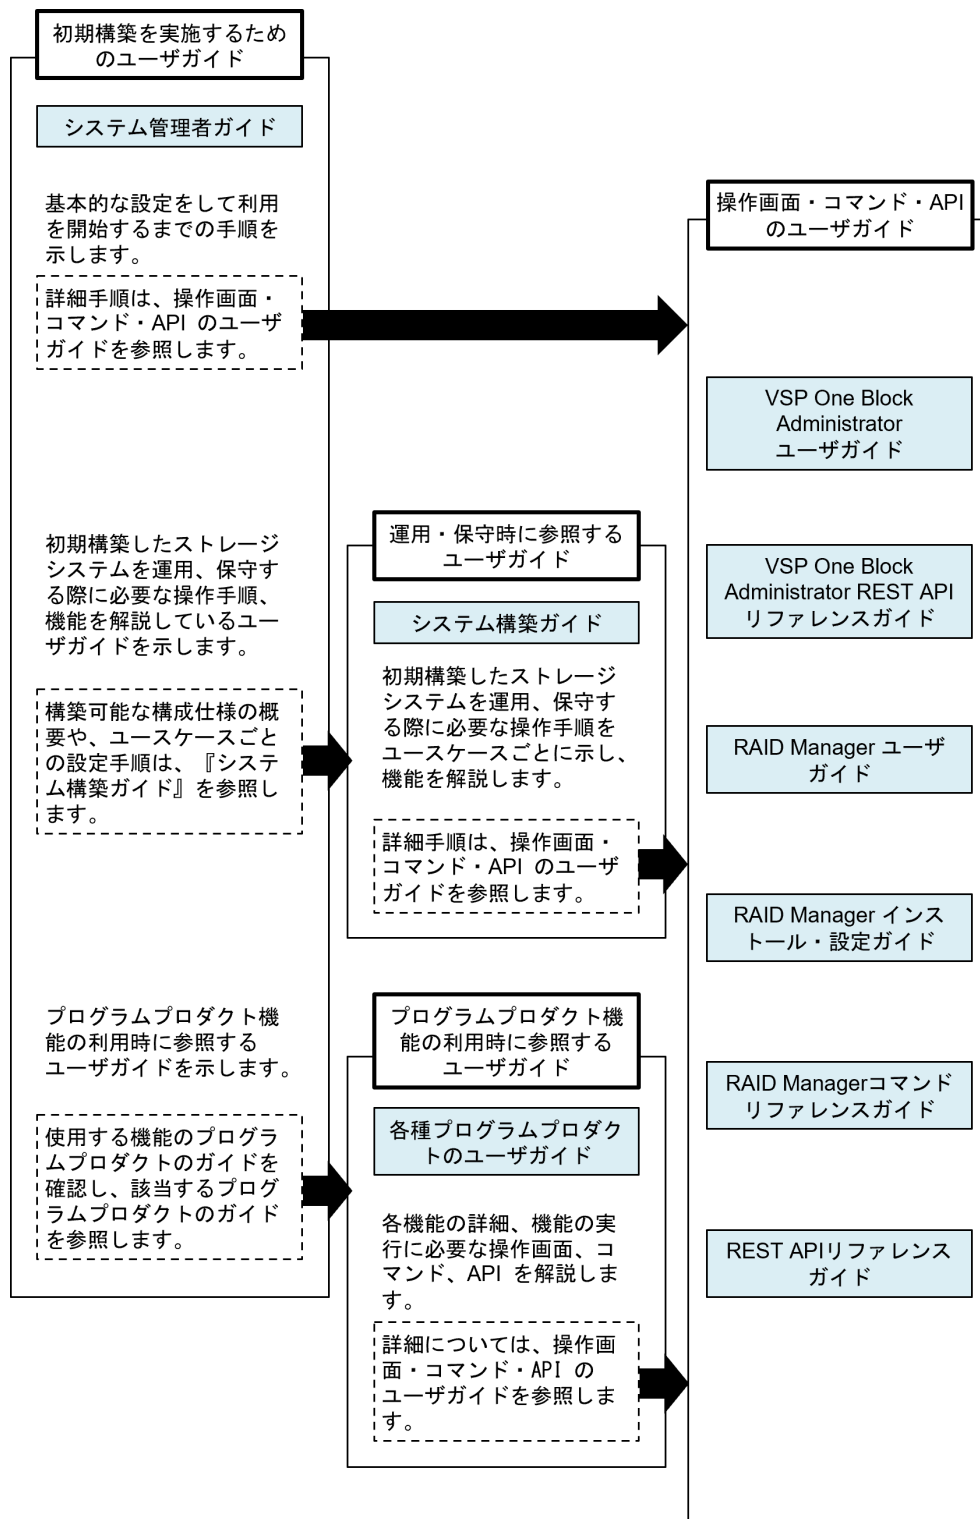 初期構築を実施するため
のユーザガイド
システム管理者ガイド
基本的な設定をして利用
を開始するまでの手順を
示します。
詳細手順は、操作画面・
コマンド・API のユーザ
ガイドを参照します。
初期構築したストレージ
システムを運用、保守す
る際に必要な操作手順、
機能を解説しているユー
ザガイドを示します。
構築可能な構成仕様の概
要や、ユースケースごと
の設定手順は、『システ
ム構築ガイド』を参照し
ます。
プログラムプロダクト機
能の利用時に参照する
ユーザガイドを示します。
使用する機能のプログラ
ムプロダクトのガイドを
確認し、該当するプログ
ラムプロダクトのガイド
を参照します。
運用・保守時に参照する
ユーザガイド
システム構築ガイド
初期構築したストレージ
システムを運用、保守す
る際に必要な操作手順を
ユースケースごとに示し、
機能を解説します。
詳細手順は、操作画面・
コマンド・API のユーザ
ガイドを参照します。
プログラムプロダクト機
能の利用時に参照する
ユーザガイド
各種プログラムプロダク
トのユーザガイド
各機能の詳細、機能の実
行に必要な操作画面、コ
マンド、API を解説しま
す。
詳細については、操作画
面・コマンド・API の
ユーザガイドを参照しま
す。
操作画面・コマンド・API
のユーザガイド
VSP One Block
Administrator
ユーザガイド
VSP One Block
Administrator REST API
リファレンスガイド
RAID Manager ユーザ
ガイド
RAID Manager インス
トール・設定ガイド
RAID Managerコマンド
リファレンスガイド
REST APIリファレンス
ガイド